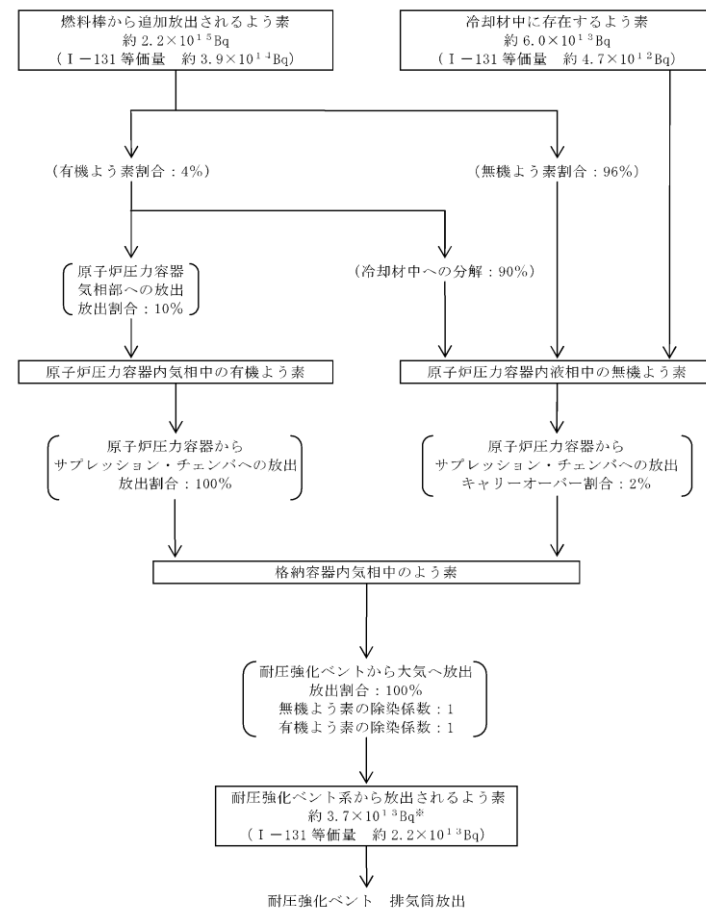 燃料棒から追加放出されるよう素
約 2.2×10¹⁵Bq
(Ⅰ－131 等価量　約 3.9×10¹⁴Bq)
冷却材中に存在するよう素
約 6.0×10¹³Bq
(Ⅰ－131 等価量　約 4.7×10¹²Bq)
(有機よう素割合：4%)
(無機よう素割合：96%)
原子炉圧力容器
気相部への放出
放出割合：10%
(冷却材中への分解：90%)
原子炉圧力容器内気相中の有機よう素
原子炉圧力容器内液相中の無機よう素
原子炉圧力容器から
サプレッション・チェンバへの放出
放出割合：100%
原子炉圧力容器から
サプレッション・チェンバへの放出
キャリーオーバー割合：2%
格納容器内気相中のよう素
耐圧強化ベントから大気へ放出
放出割合：100%
無機よう素の除染係数：1
有機よう素の除染係数：1
耐圧強化ベント系から放出されるよう素
約 3.7×10¹³Bq※
(Ⅰ－131 等価量　約 2.2×10¹³Bq)
耐圧強化ベント　排気筒放出